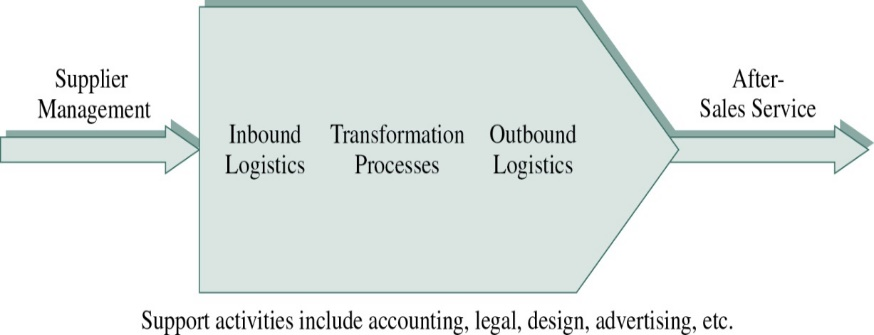 Supplier
Management
After-
Sales Service
Inbound
Logistics
Transformation
Processes
Outbound
Logistics
Support activities include accounting, legal, design, advertising, etc.